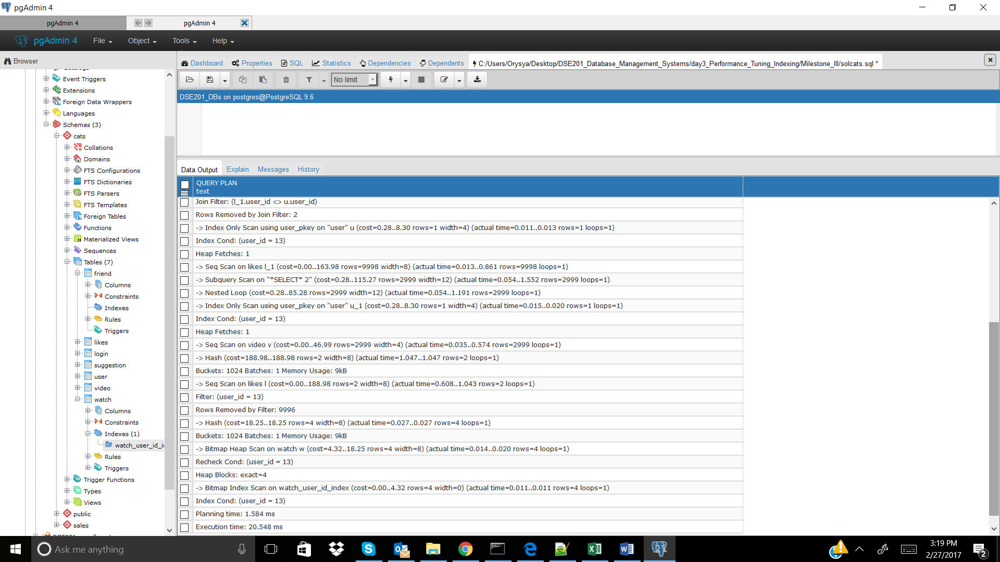 pgAdmin 4
pgAdmin 4
pgAdmin 4
pgAdmin 4 File Object Tools Help
Browser
Dashboard Properties SQL Statistics Dependencies Dependents C:/Users/Orysya/Desktop/DSE201_Database_Management_Systems/day3_Performance_Tuning_Indexing/Milestone_III/solcats.sql *
No limit
DSE201_DBs on postgres@PostgreSQL 9.6
Catalogs
Event Triggers
Extensions
Foreign Data Wrappers
Languages
Schemas (3)
cats
Collations
Domains
FTS Configurations
FTS Dictionaries
FTS Parsers
FTS Templates
Foreign Tables
Functions
Materialized Views
Sequences
Tables (7)
friend
Columns
Constraints
Indexes
Rules
Triggers
likes
login
suggestion
user
video
watch
Columns
Constraints
Indexes (1)
watch_user_id_i
Rules
Triggers
Trigger Functions
Types
Views
public
sales
Data Output Explain Messages History
QUERY PLAN
text
Join Filter: (l_1.user_id <> u.user_id)
Rows Removed by Join Filter: 2
-> Index Only Scan using user_pkey on "user" u (cost=0.28..8.30 rows=1 width=4) (actual time=0.011..0.013 rows=1 loops=1)
Index Cond: (user_id = 13)
Heap Fetches: 1
-> Seq Scan on likes l_1 (cost=0.00..163.98 rows=9998 width=8) (actual time=0.013..0.861 rows=9998 loops=1)
-> Subquery Scan on "*SELECT* 2" (cost=0.28..115.27 rows=2999 width=12) (actual time=0.054..1.552 rows=2999 loops=1)
-> Nested Loop (cost=0.28..85.28 rows=2999 width=12) (actual time=0.054..1.191 rows=2999 loops=1)
-> Index Only Scan using user_pkey on "user" u_1 (cost=0.28..8.30 rows=1 width=4) (actual time=0.015..0.020 rows=1 loops=1)
Index Cond: (user_id = 13)
Heap Fetches: 1
-> Seq Scan on video v (cost=0.00..46.99 rows=2999 width=4) (actual time=0.035..0.574 rows=2999 loops=1)
-> Hash (cost=188.98..188.98 rows=2 width=8) (actual time=1.047..1.047 rows=2 loops=1)
Buckets: 1024 Batches: 1 Memory Usage: 9kB
-> Seq Scan on likes l (cost=0.00..188.98 rows=2 width=8) (actual time=0.608..1.043 rows=2 loops=1)
Filter: (user_id = 13)
Rows Removed by Filter: 9996
-> Hash (cost=18.25..18.25 rows=4 width=8) (actual time=0.027..0.027 rows=4 loops=1)
Buckets: 1024 Batches: 1 Memory Usage: 9kB
-> Bitmap Heap Scan on watch w (cost=4.32..18.25 rows=4 width=8) (actual time=0.014..0.020 rows=4 loops=1)
Recheck Cond: (user_id = 13)
Heap Blocks: exact=4
-> Bitmap Index Scan on watch_user_id_index (cost=0.00..4.32 rows=4 width=0) (actual time=0.011..0.011 rows=4 loops=1)
Index Cond: (user_id = 13)
Planning time: 1.584 ms
Execution time: 20.548 ms
Ask me anything
3:19 PM
2/27/2017
2